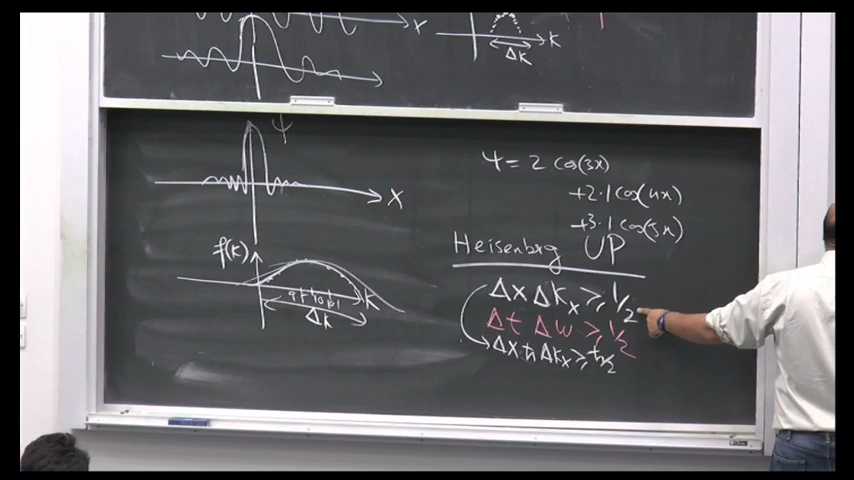 x
k
Δk
ψ
x
f(k)
k
Δk
ψ = 2 cos(3x)
+2.1 cos(4x)
+3.1 cos(5x)
Heisenberg UP
Δx Δkₓ ≥ 1/2
Δt Δω ≥ 1/2
Δx ħ Δkₓ ≥ ħ/2